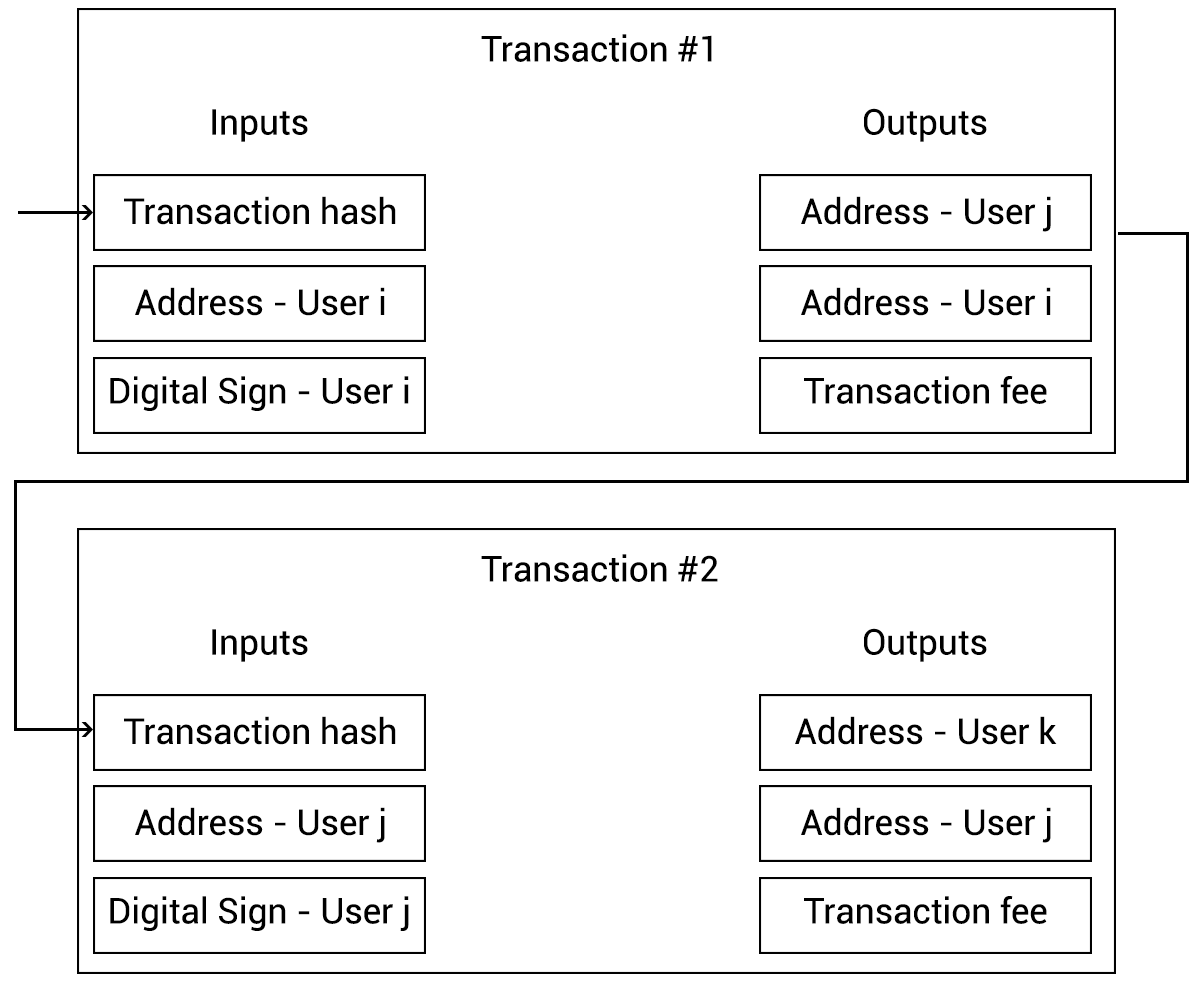 Transaction #1
Inputs
Outputs
Transaction hash
Address - User j
Address - User i
Address - User i
Digital Sign - User i
Transaction fee
Transaction #2
Inputs
Outputs
Transaction hash
Address - User k
Address - User j
Address - User j
Digital Sign - User j
Transaction fee